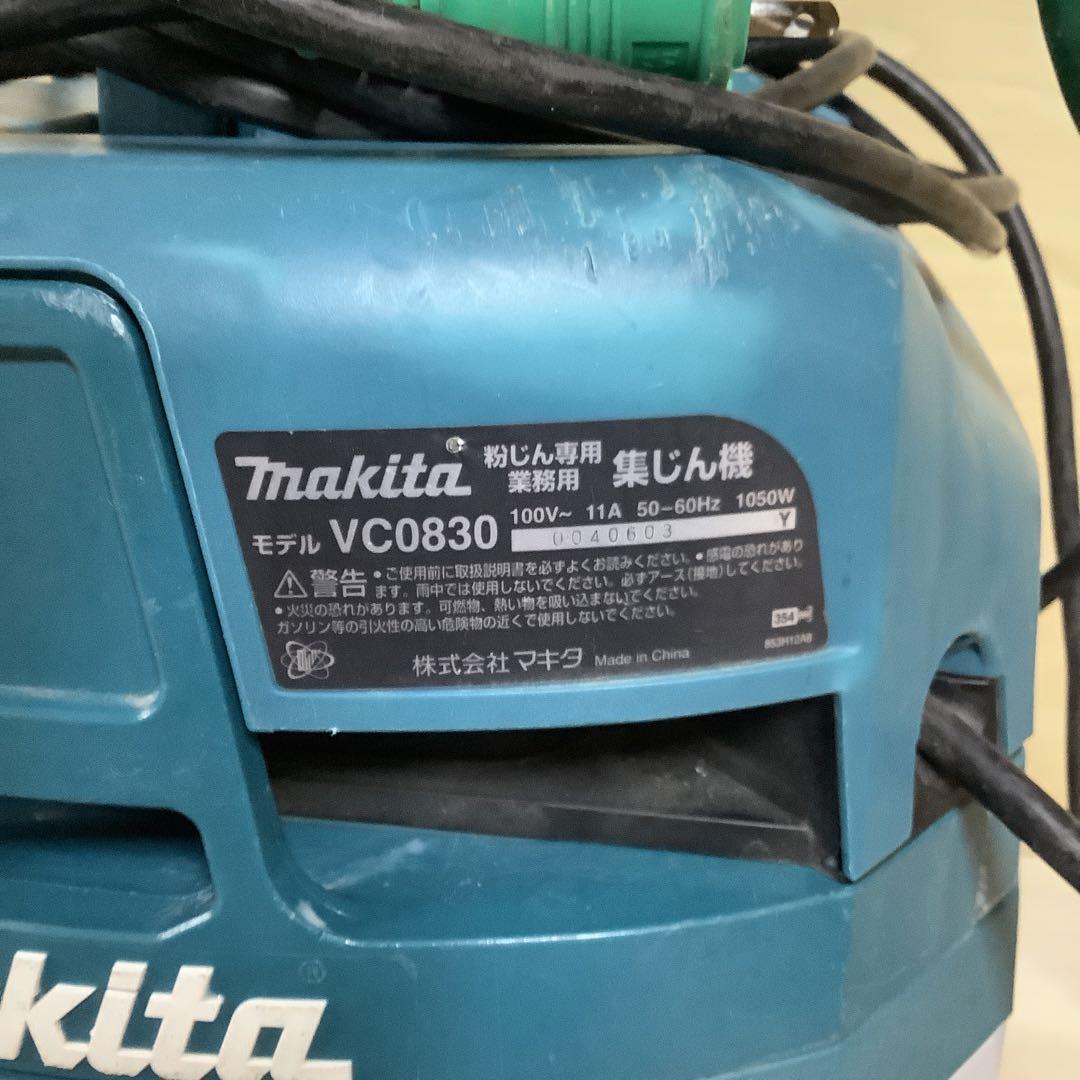 makita 粉じん専用 業務用 集じん機
モデル VC0830 100V~ 11A 50-60Hz 1050W
0040603 Y
⚠警告 •ご使用前に取扱説明書を必ずよくお読みください。•感電の恐れがあり
ます。雨中では使用しないでください。必ずアース(接地)してください。
•火災の恐れがあります。可燃物、熱い物を吸い込まないでください。
ガソリン等の引火性の高い危険物の近くで使用しないでください。
354
853H12A8
株式会社マキタ Made in China
kita ®